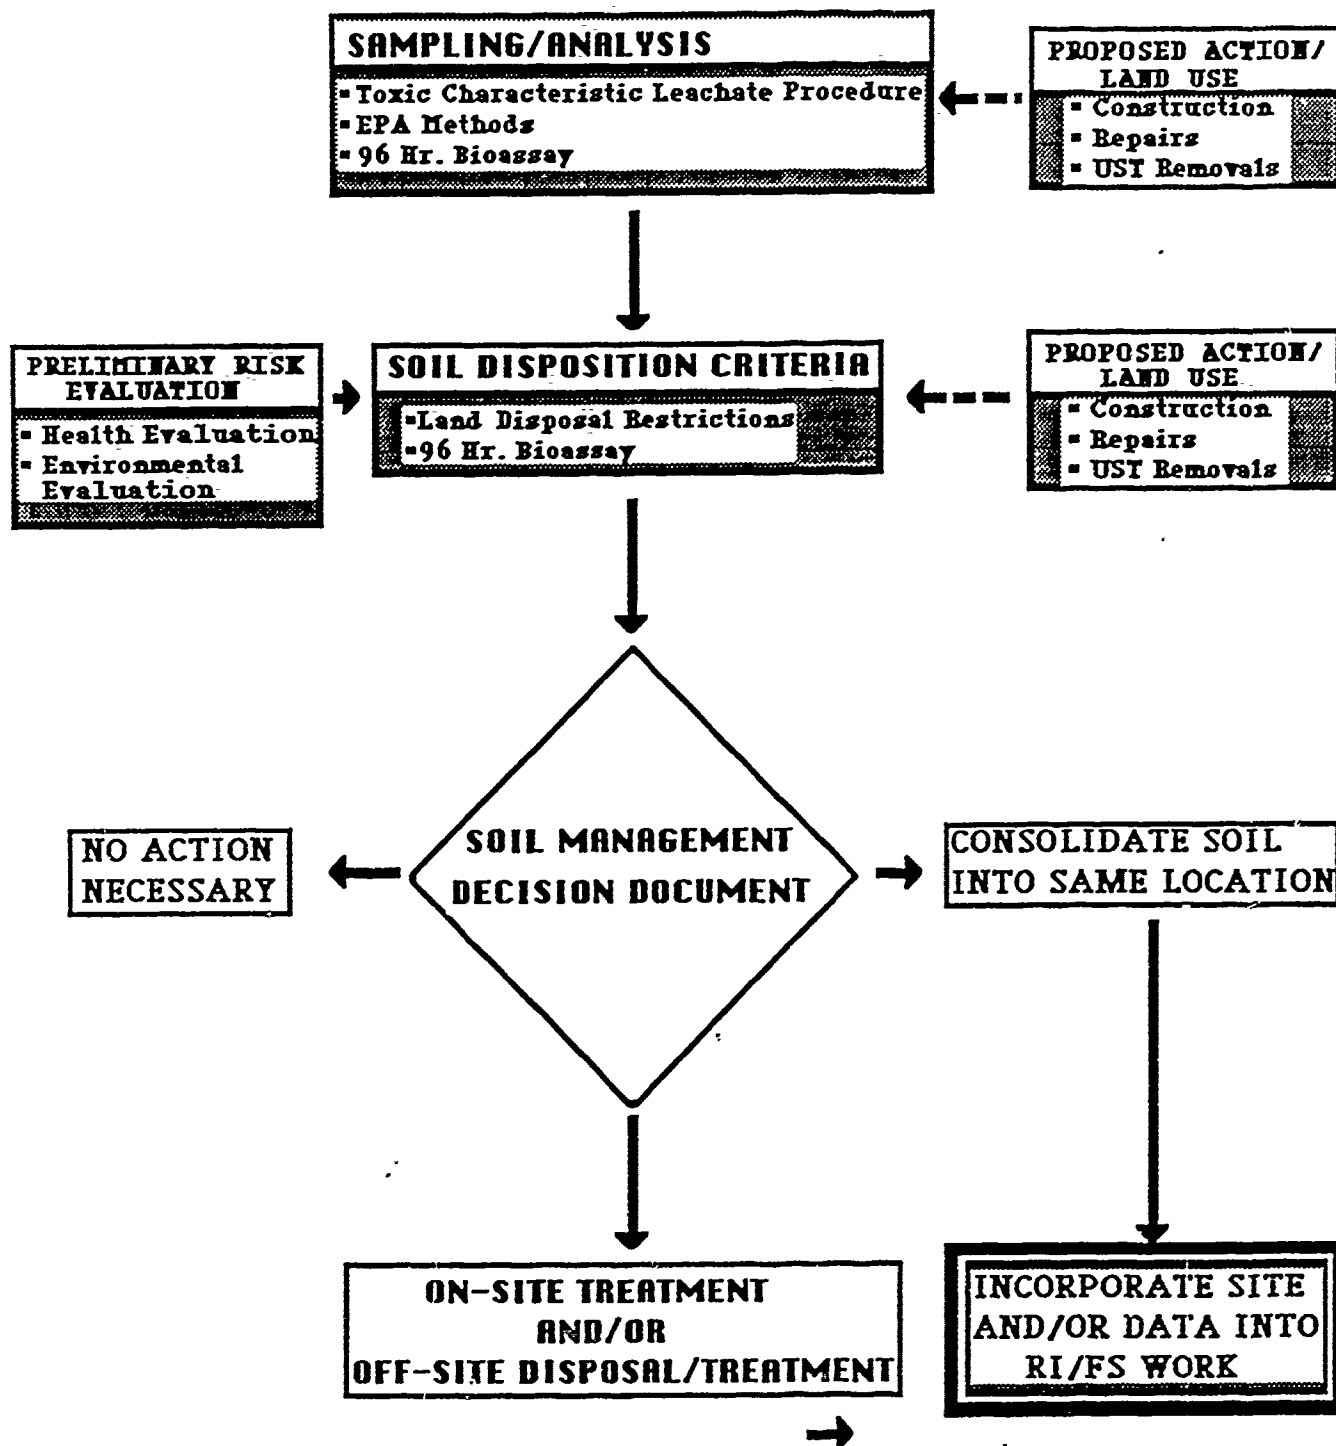 SAMPLING/ANALYSIS
▪ Toxic Characteristic Leachate Procedure
▪ EPA Methods
▪ 96 Hr. Bioassay
PROPOSED ACTION/
LAND USE
▪ Construction
▪ Repairs
▪ UST Removals
PRELIMINARY RISK
EVALUATION
▪ Health Evaluation
▪ Environmental
Evaluation
SOIL DISPOSITION CRITERIA
▪Land Disposal Restrictions
▪96 Hr. Bioassay
PROPOSED ACTION/
LAND USE
▪ Construction
▪ Repairs
▪ UST Removals
NO ACTION
NECESSARY
SOIL MANAGEMENT
DECISION DOCUMENT
CONSOLIDATE SOIL
INTO SAME LOCATION
ON-SITE TREATMENT
AND/OR
OFF-SITE DISPOSAL/TREATMENT
INCORPORATE SITE
AND/OR DATA INTO
RI/FS WORK